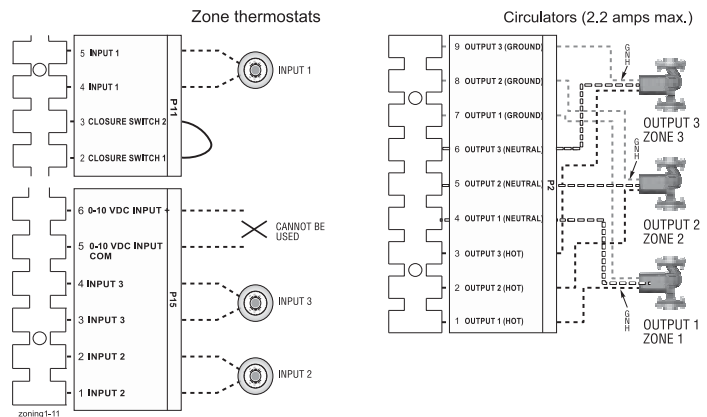 Zone thermostats
5 INPUT 1
4 INPUT 1
3 CLOSURE SWITCH 2
2 CLOSURE SWITCH 1
P11
INPUT 1
6 0-10 VDC INPUT +
5 0-10 VDC INPUT
COM
4 INPUT 3
3 INPUT 3
2 INPUT 2
1 INPUT 2
P15
CANNOT BE
USED
INPUT 3
INPUT 2
zoning1-11
Circulators (2.2 amps max.)
9 OUTPUT 3 (GROUND)
8 OUTPUT 2 (GROUND)
7 OUTPUT 1 (GROUND)
6 OUTPUT 3 (NEUTRAL)
5 OUTPUT 2 (NEUTRAL)
4 OUTPUT 1 (NEUTRAL)
3 OUTPUT 3 (HOT)
2 OUTPUT 2 (HOT)
1 OUTPUT 1 (HOT)
P2
GNH
OUTPUT 3
ZONE 3
GNH
OUTPUT 2
ZONE 2
GNH
OUTPUT 1
ZONE 1